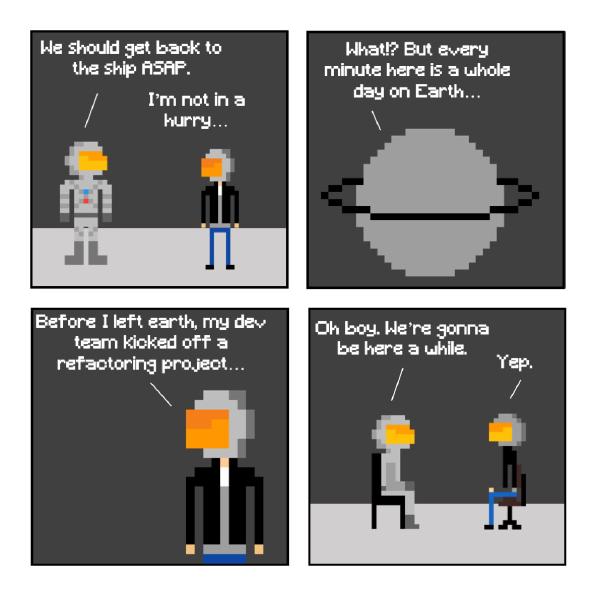 We should get back to
the ship ASAP.
I'm not in a
hurry...
What!? But every
minute here is a whole
day on Earth...
Before I left earth, my dev
team kicked off a
refactoring project...
Oh boy. We're gonna
be here a while.
Yep.